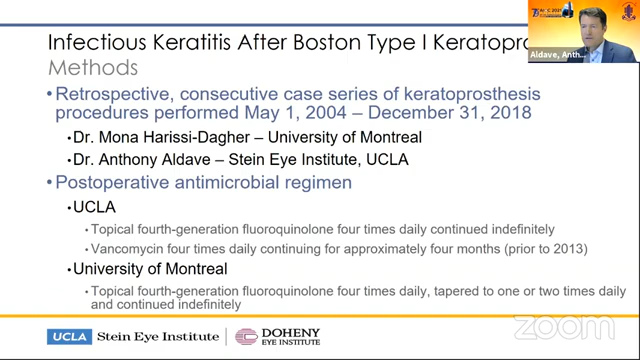 Infectious Keratitis After Boston Type I Keratopro
Methods
• Retrospective, consecutive case series of keratoprosthesis
procedures performed May 1, 2004 – December 31, 2018
• Dr. Mona Harissi-Dagher – University of Montreal
• Dr. Anthony Aldave – Stein Eye Institute, UCLA
• Postoperative antimicrobial regimen
• UCLA
• Topical fourth-generation fluoroquinolone four times daily continued indefinitely
• Vancomycin four times daily continuing for approximately four months (prior to 2013)
• University of Montreal
• Topical fourth-generation fluoroquinolone four times daily, tapered to one or two times daily
and continued indefinitely
UCLA Stein Eye Institute
DOHENY
EYE INSTITUTE
zoom
Aldave, Anth